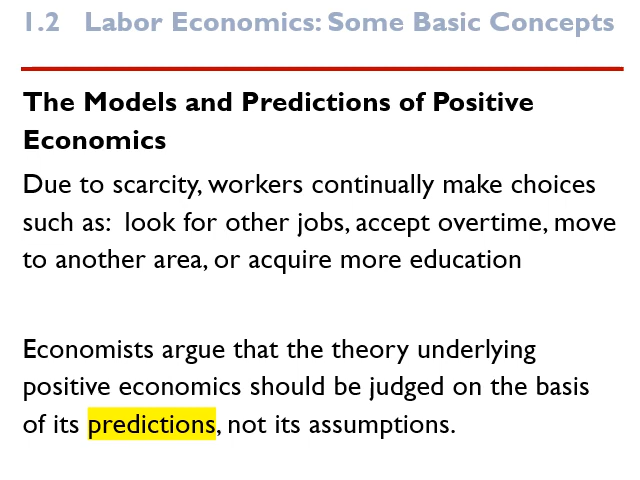 1.2 Labor Economics: Some Basic Concepts
The Models and Predictions of Positive
Economics
Due to scarcity, workers continually make choices
such as: look for other jobs, accept overtime, move
to another area, or acquire more education
Economists argue that the theory underlying
positive economics should be judged on the basis
of its predictions, not its assumptions.